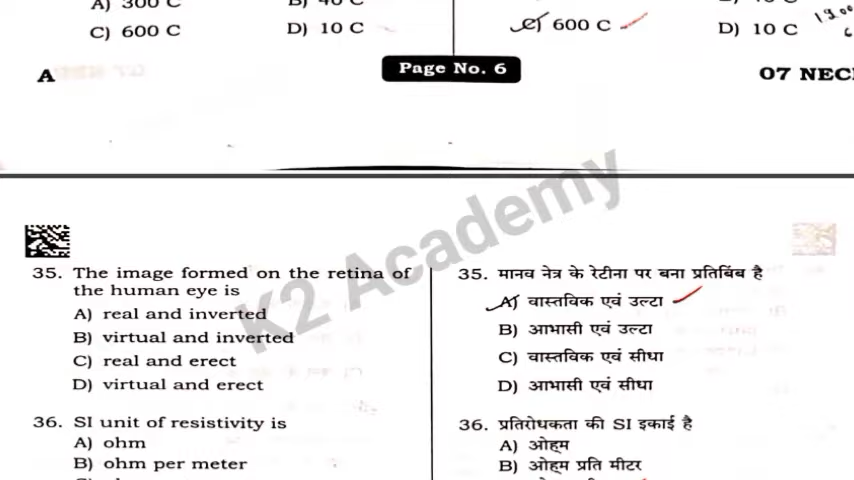 A) 300 C
C) 600 C
D) 10 C
C) 600 C
D) 10 C
A
Page No. 6
07 NEC
K2 Academy
35. The image formed on the retina of
the human eye is
A) real and inverted
B) virtual and inverted
C) real and erect
D) virtual and erect
36. SI unit of resistivity is
A) ohm
B) ohm per meter
35. मानव नेत्र के रेटीना पर बना प्रतिबिंब है
A) वास्तविक एवं उल्टा
B) आभासी एवं उल्टा
C) वास्तविक एवं सीधा
D) आभासी एवं सीधा
36. प्रतिरोधकता की SI इकाई है
A) ओह्म
B) ओह्म प्रति मीटर